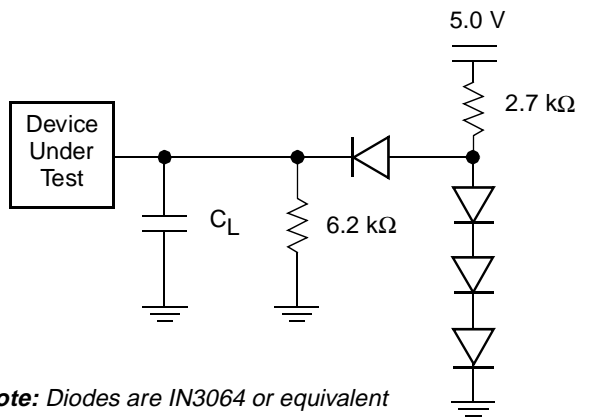 5.0 V
2.7 kΩ
Device
Under
Test
CL
6.2 kΩ
ote: Diodes are IN3064 or equivalent